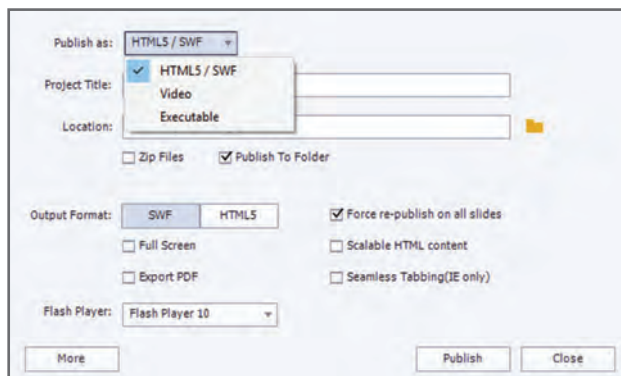 Publish as: HTML5 / SWF
HTML5 / SWF
Video
Executable
Project Title:
Location:
Zip Files Publish To Folder
Output Format: SWF HTML5 Force re-publish on all slides
Full Screen Scalable HTML content
Export PDF Seamless Tabbing(IE only)
Flash Player: Flash Player 10
More Publish Close